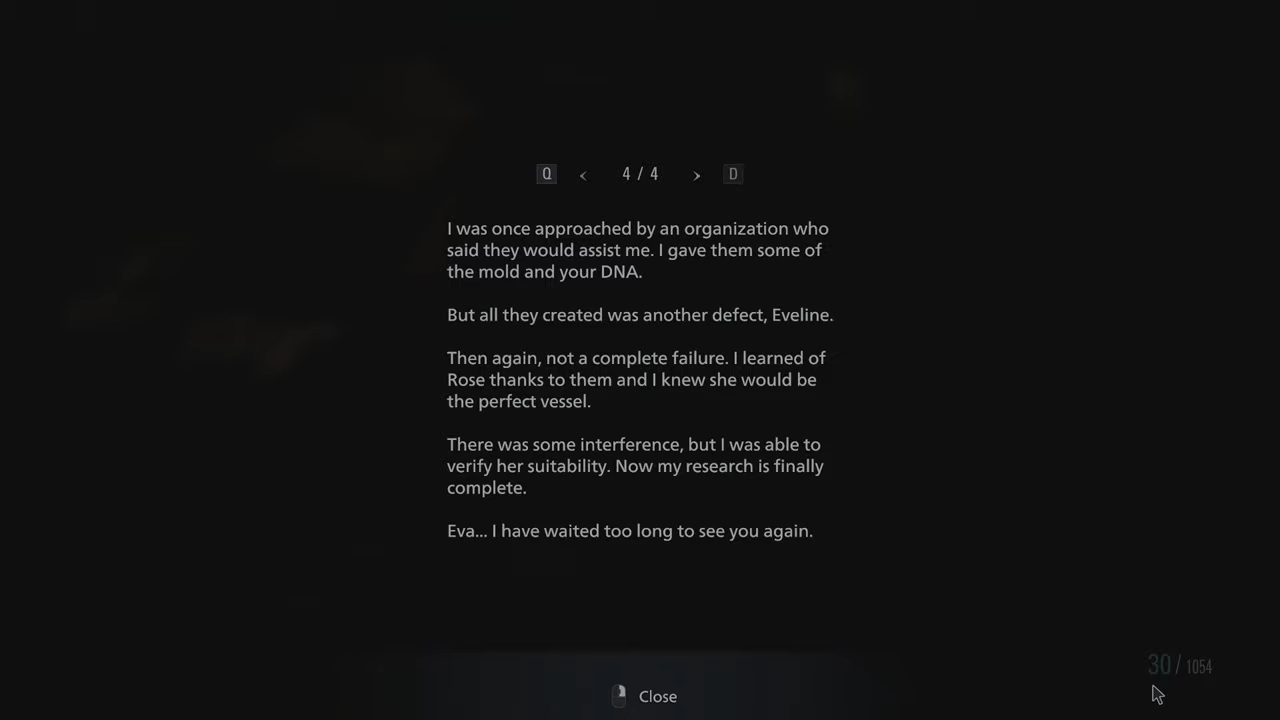 Q < 4 / 4 > D
I was once approached by an organization who
said they would assist me. I gave them some of
the mold and your DNA.
But all they created was another defect, Eveline.
Then again, not a complete failure. I learned of
Rose thanks to them and I knew she would be
the perfect vessel.
There was some interference, but I was able to
verify her suitability. Now my research is finally
complete.
Eva... I have waited too long to see you again.
30 / 1054
Close